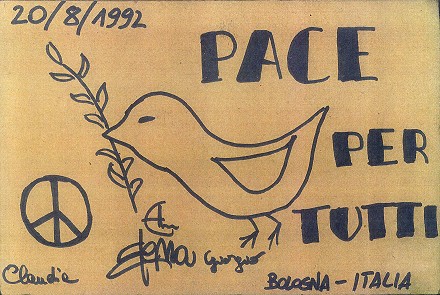 20/8/1992
PACE
PER
TUTTI
Giorgio
Claudia
BOLOGNA - ITALIA